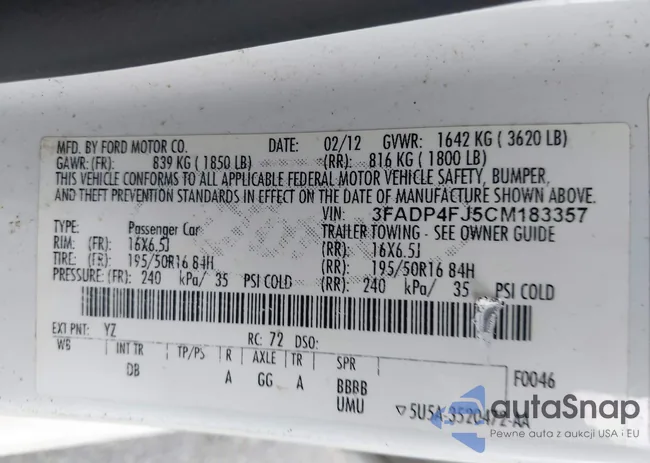 MFD. BY FORD MOTOR CO. DATE: 02/12 GVWR: 1642 KG ( 3620 LB)
GAWR: (FR): 839 KG ( 1850 LB) (RR): 816 KG ( 1800 LB)
THIS VEHICLE CONFORMS TO ALL APPLICABLE FEDERAL MOTOR VEHICLE SAFETY, BUMPER,
AND THEFT PREVENTION STANDARDS IN EFFECT ON THE DATE OF MANUFACTURE SHOWN ABOVE.
VIN: 3FADP4FJ5CM183357
TYPE: Passenger Car TRAILER TOWING - SEE OWNER GUIDE
RIM: (FR): 16X6.5J (RR): 16X6.5J
TIRE: (FR): 195/50R16 84H (RR): 195/50R16 84H
PRESSURE: (FR): 240 kPa/ 35 PSI COLD (RR): 240 kPa/ 35 PSI COLD
EXT PNT: YZ RC: 72 DSO:
WB INT TR TP/PS R AXLE TR SPR F0046
DB A GG A BBBB
UMU ▽5U5A-3520472-AA
autaSnap
Pewne auta z aukcji USA i EU